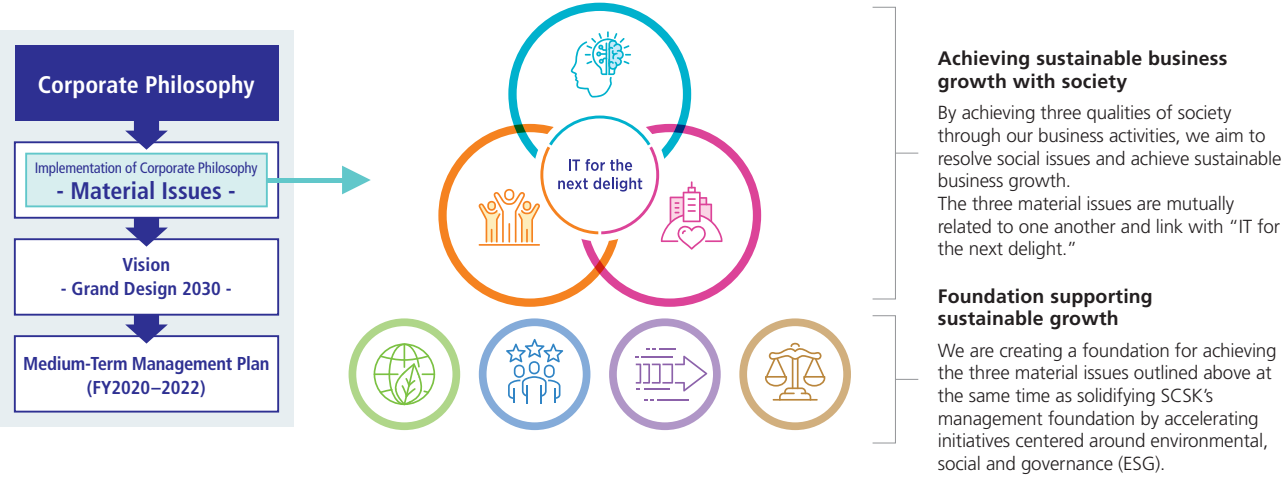 Corporate Philosophy
Implementation of Corporate Philosophy
- Material Issues -
Vision
- Grand Design 2030 -
Medium-Term Management Plan
(FY2020–2022)
IT for the
next delight
Achieving sustainable business
growth with society
By achieving three qualities of society
through our business activities, we aim to
resolve social issues and achieve sustainable
business growth.
The three material issues are mutually
related to one another and link with “IT for
the next delight.”
Foundation supporting
sustainable growth
We are creating a foundation for achieving
the three material issues outlined above at
the same time as solidifying SCSK’s
management foundation by accelerating
initiatives centered around environmental,
social and governance (ESG).